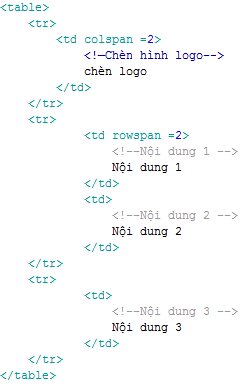 <table>
<tr>
<td colspan =2>
<!—Chèn hình logo-->
chèn logo
</td>
</tr>
<tr>
<td rowspan =2>
<!--Nội dung 1 -->
Nội dung 1
</td>
<td>
<!--Nội dung 2 -->
Nội dung 2
</td>
</tr>
<tr>
<td>
<!--Nội dung 3 -->
Nội dung 3
</td>
</tr>
</table>